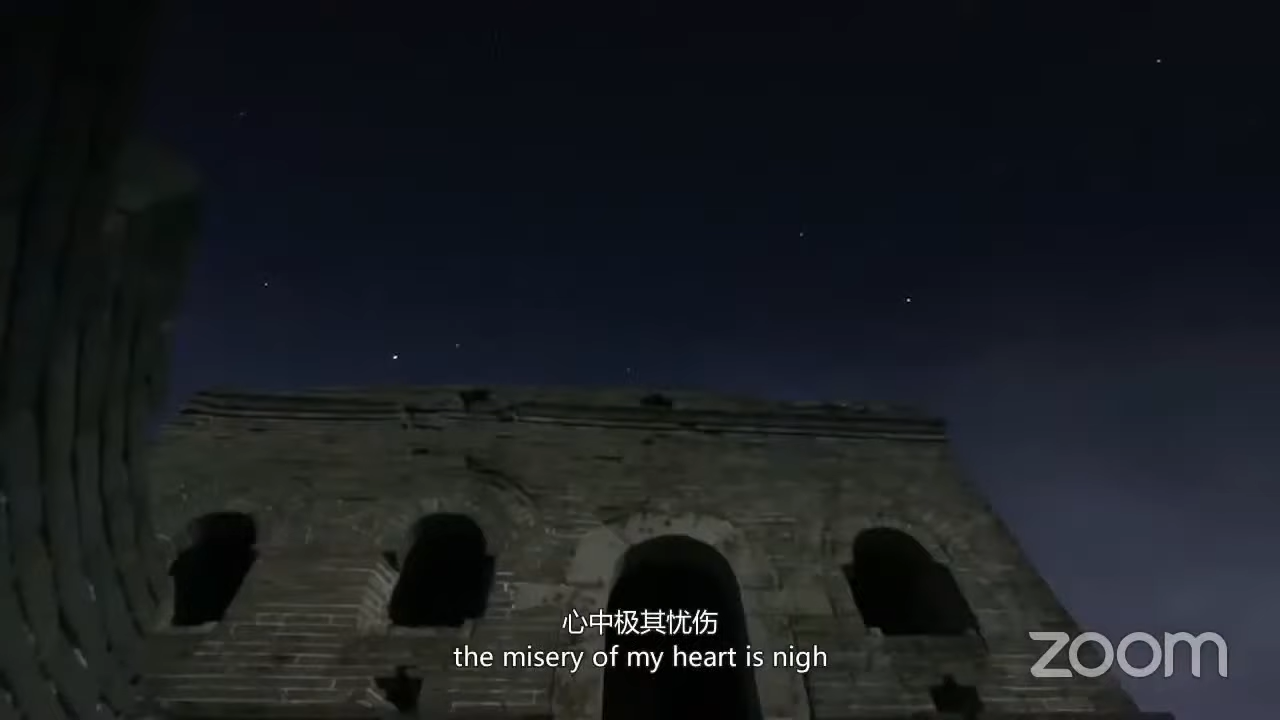 心中极其忧伤
the misery of my heart is nigh
zoom